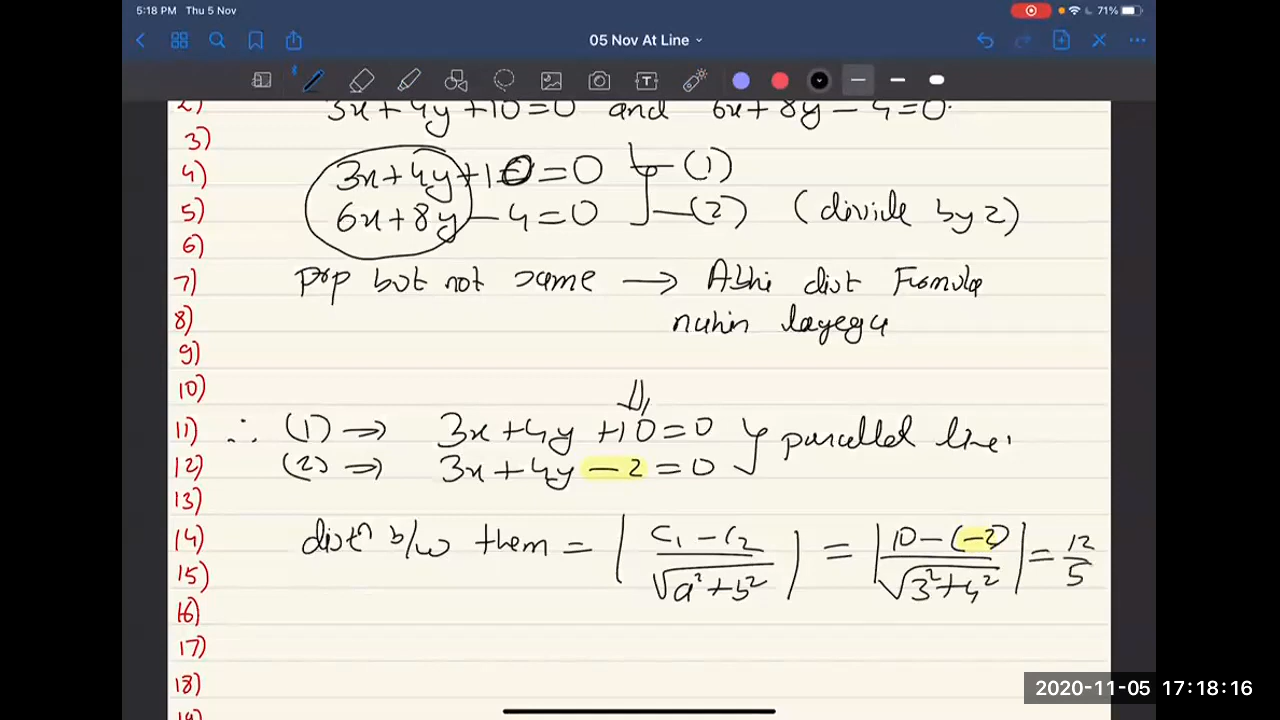 5:18 PM Thu 5 Nov
71%
05 Nov At Line
2) 3x + 4y + 10 = 0 and 6x + 8y - 4 = 0.
3)
4) 3x + 4y + 10 = 0 — (1)
5) 6x + 8y - 4 = 0 — (2) (divide by 2)
6)
7) prp but not same → Abhi dist Formula
8) nahin layega
9)
10)
11) ∴ (1) ⇒ 3x + 4y + 10 = 0 } parallel line.
12) (2) ⇒ 3x + 4y - 2 = 0
13)
14) distn b/w them = | C₁ - C₂ / √a² + b² | = | 10 - (-2) / √3² + 4² | = 12/5
15)
16)
17)
18)
2020-11-05 17:18:16